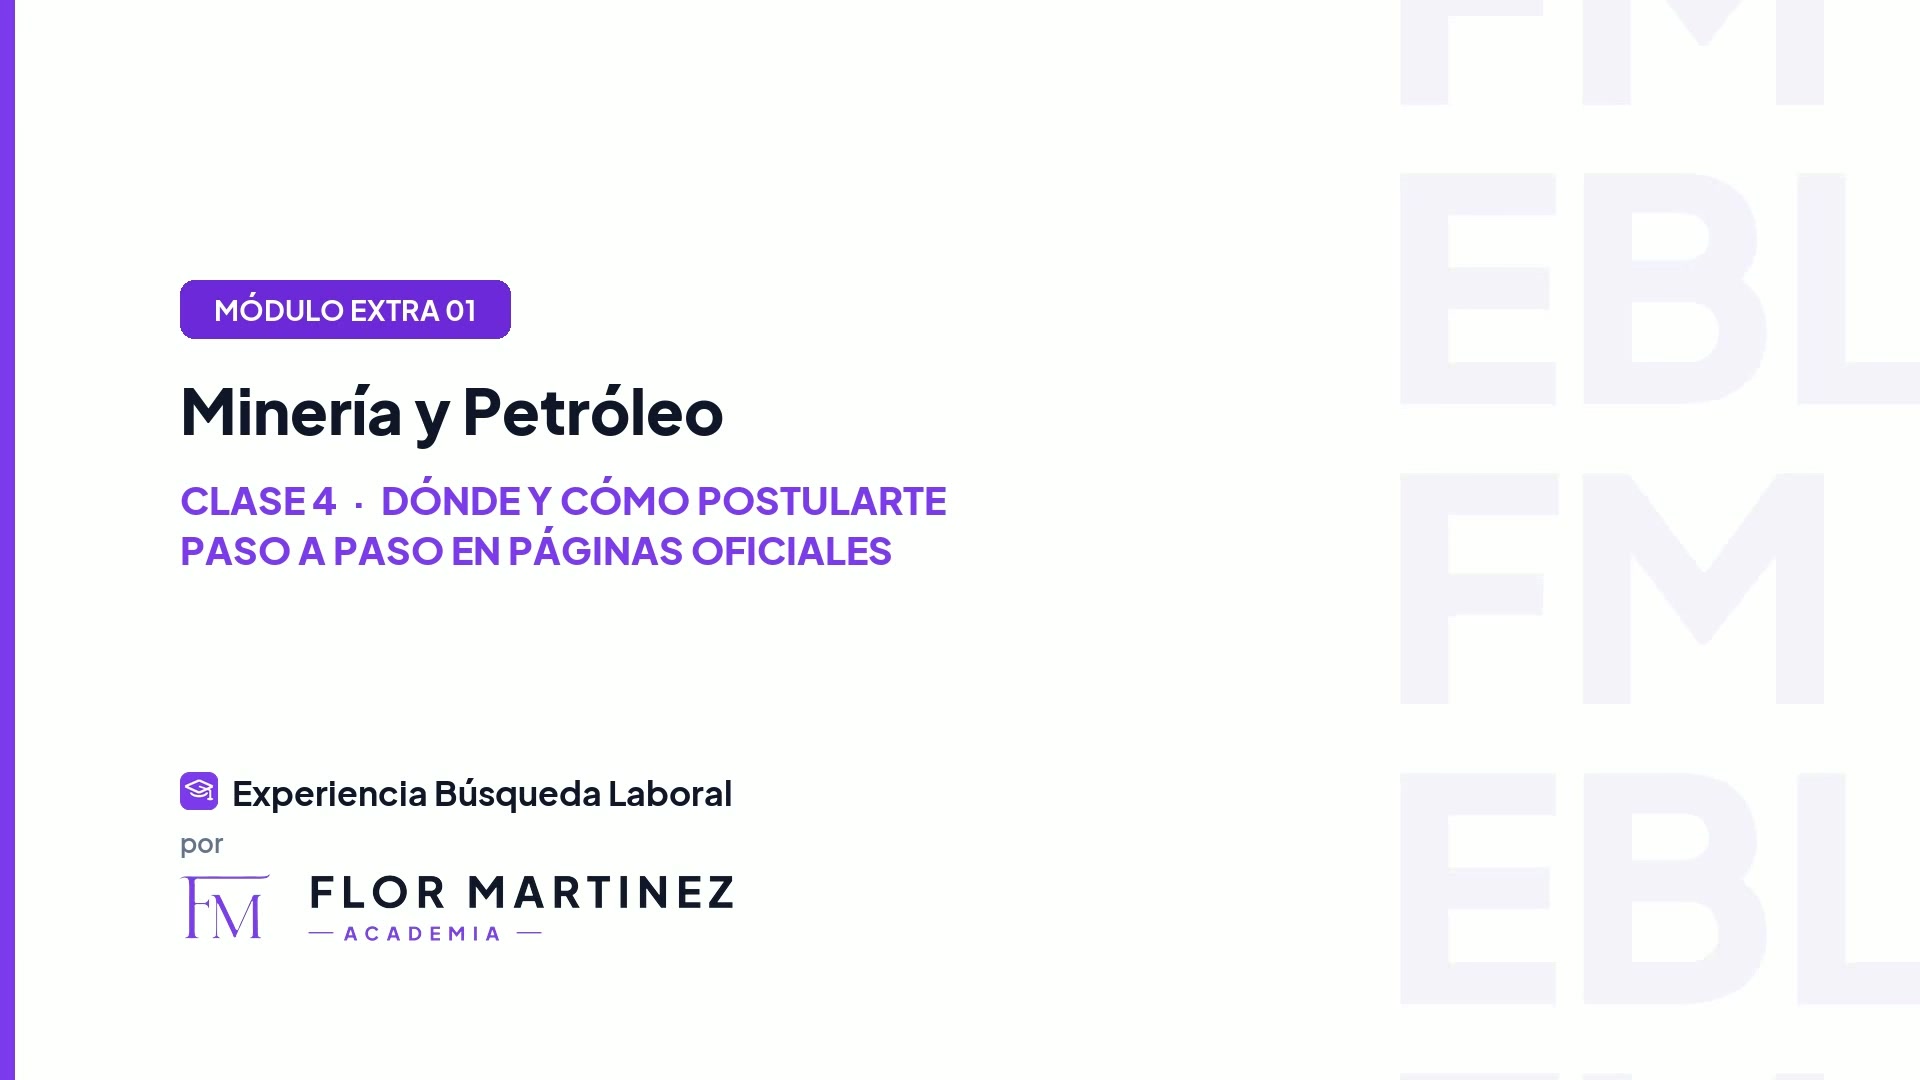 MÓDULO EXTRA 01
Minería y Petróleo
CLASE 4 · DÓNDE Y CÓMO POSTULARTE
PASO A PASO EN PÁGINAS OFICIALES
Experiencia Búsqueda Laboral
por
FM FLOR MARTINEZ
ACADEMIA
FM
EBL
FM
EBL